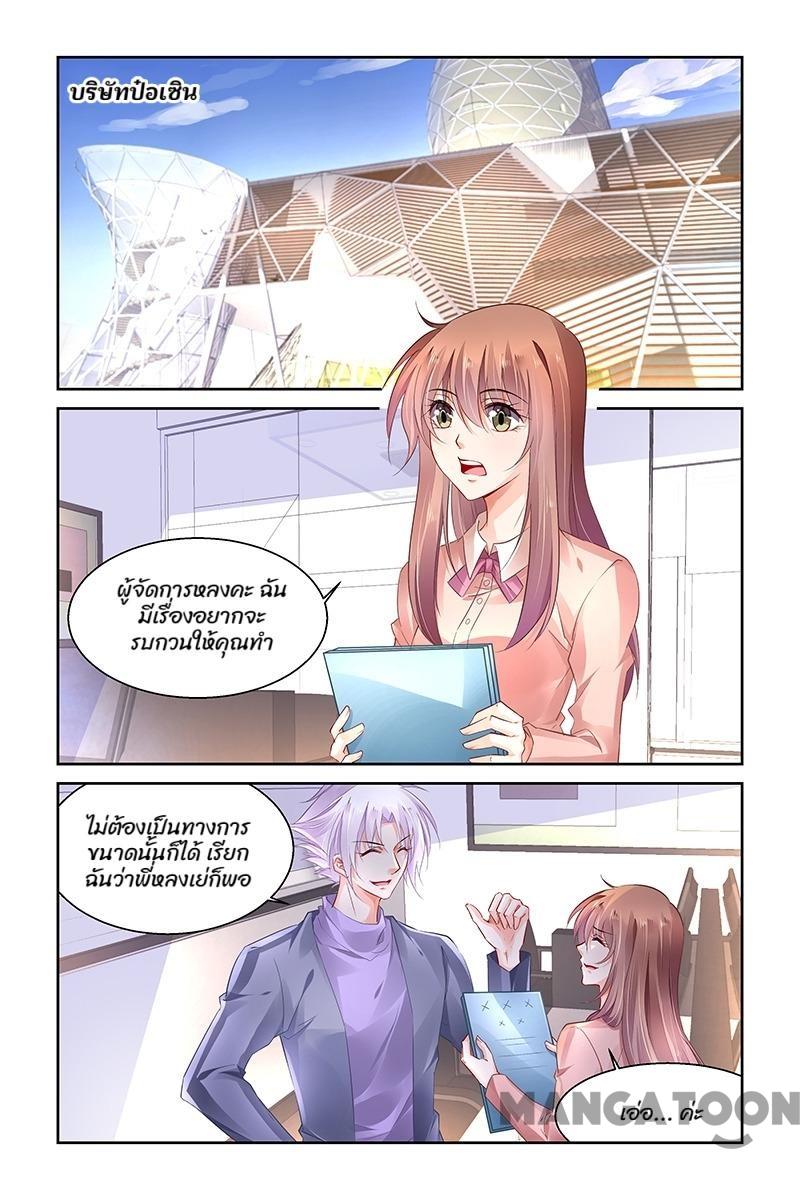 บริษัทป๋อเซิน
ผู้จัดการหลงคะ ฉัน
มีเรื่องอยากจะ
รบกวนให้คุณทำ
ไม่ต้องเป็นทางการ
ขนาดนั้นก็ได้ เรียก
ฉันว่าพี่หลงเย่ก็พอ
เอ่อ... ค่ะ
MANGATOON